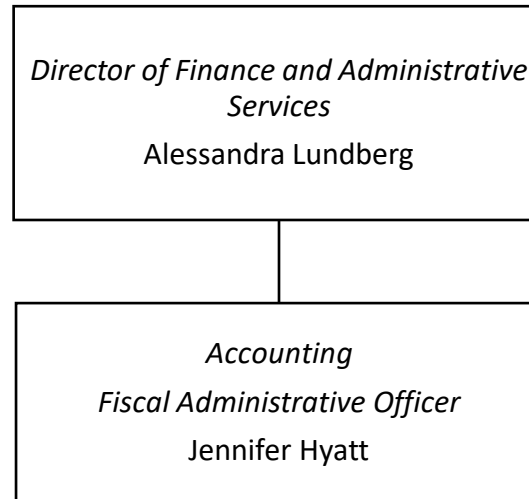 Director of Finance and Administrative
Services
Alessandra Lundberg
Accounting
Fiscal Administrative Officer
Jennifer Hyatt